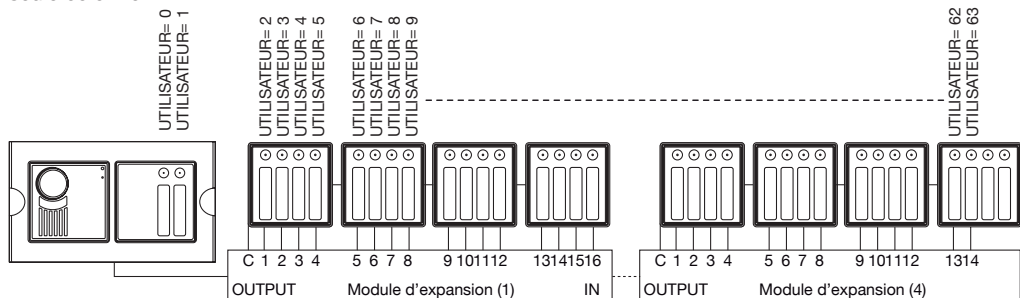 UTILISATEUR= 0
UTILISATEUR= 1
UTILISATEUR= 2
UTILISATEUR= 3
UTILISATEUR= 4
UTILISATEUR= 5
UTILISATEUR= 6
UTILISATEUR= 7
UTILISATEUR= 8
UTILISATEUR= 9
UTILISATEUR= 62
UTILISATEUR= 63
C 1 2 3 4 5 6 7 8 9 10 11 12 13 14 15 16
OUTPUT Module d'expansion (1) IN
C 1 2 3 4 5 6 7 8 9 10 11 12 13 14
OUTPUT Module d'expansion (4)